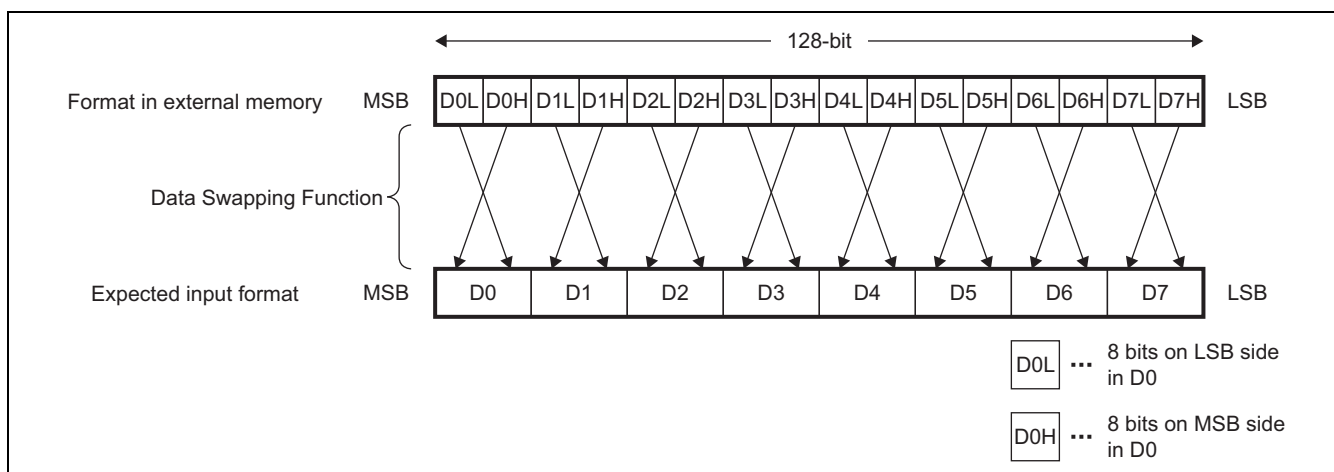 128-bit
Format in external memory MSB D0L D0H D1L D1H D2L D2H D3L D3H D4L D4H D5L D5H D6L D6H D7L D7H LSB
Data Swapping Function
Expected input format MSB D0 D1 D2 D3 D4 D5 D6 D7 LSB
D0L ... 8 bits on LSB side
in D0
D0H ... 8 bits on MSB side
in D0